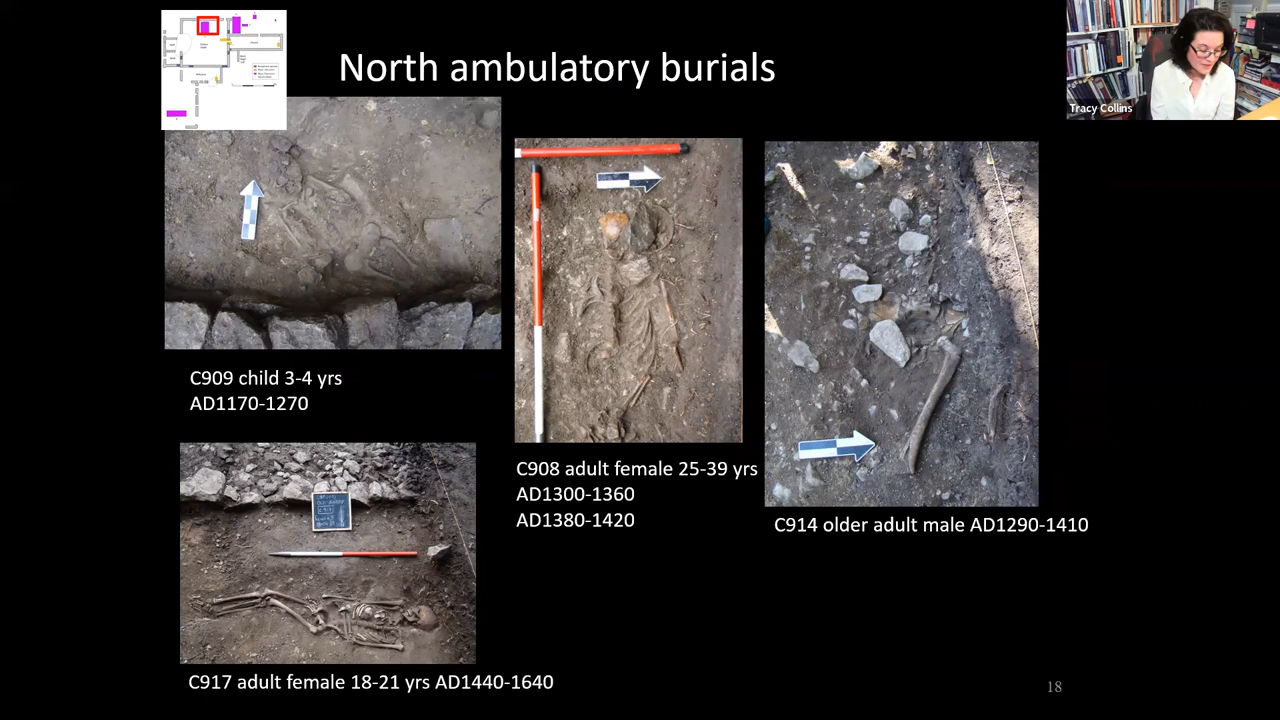 North ambulatory burials
Tracy Collins
C909 child 3-4 yrs
AD1170-1270
C908 adult female 25-39 yrs
AD1300-1360
AD1380-1420
C914 older adult male AD1290-1410
C917 adult female 18-21 yrs AD1440-1640
18